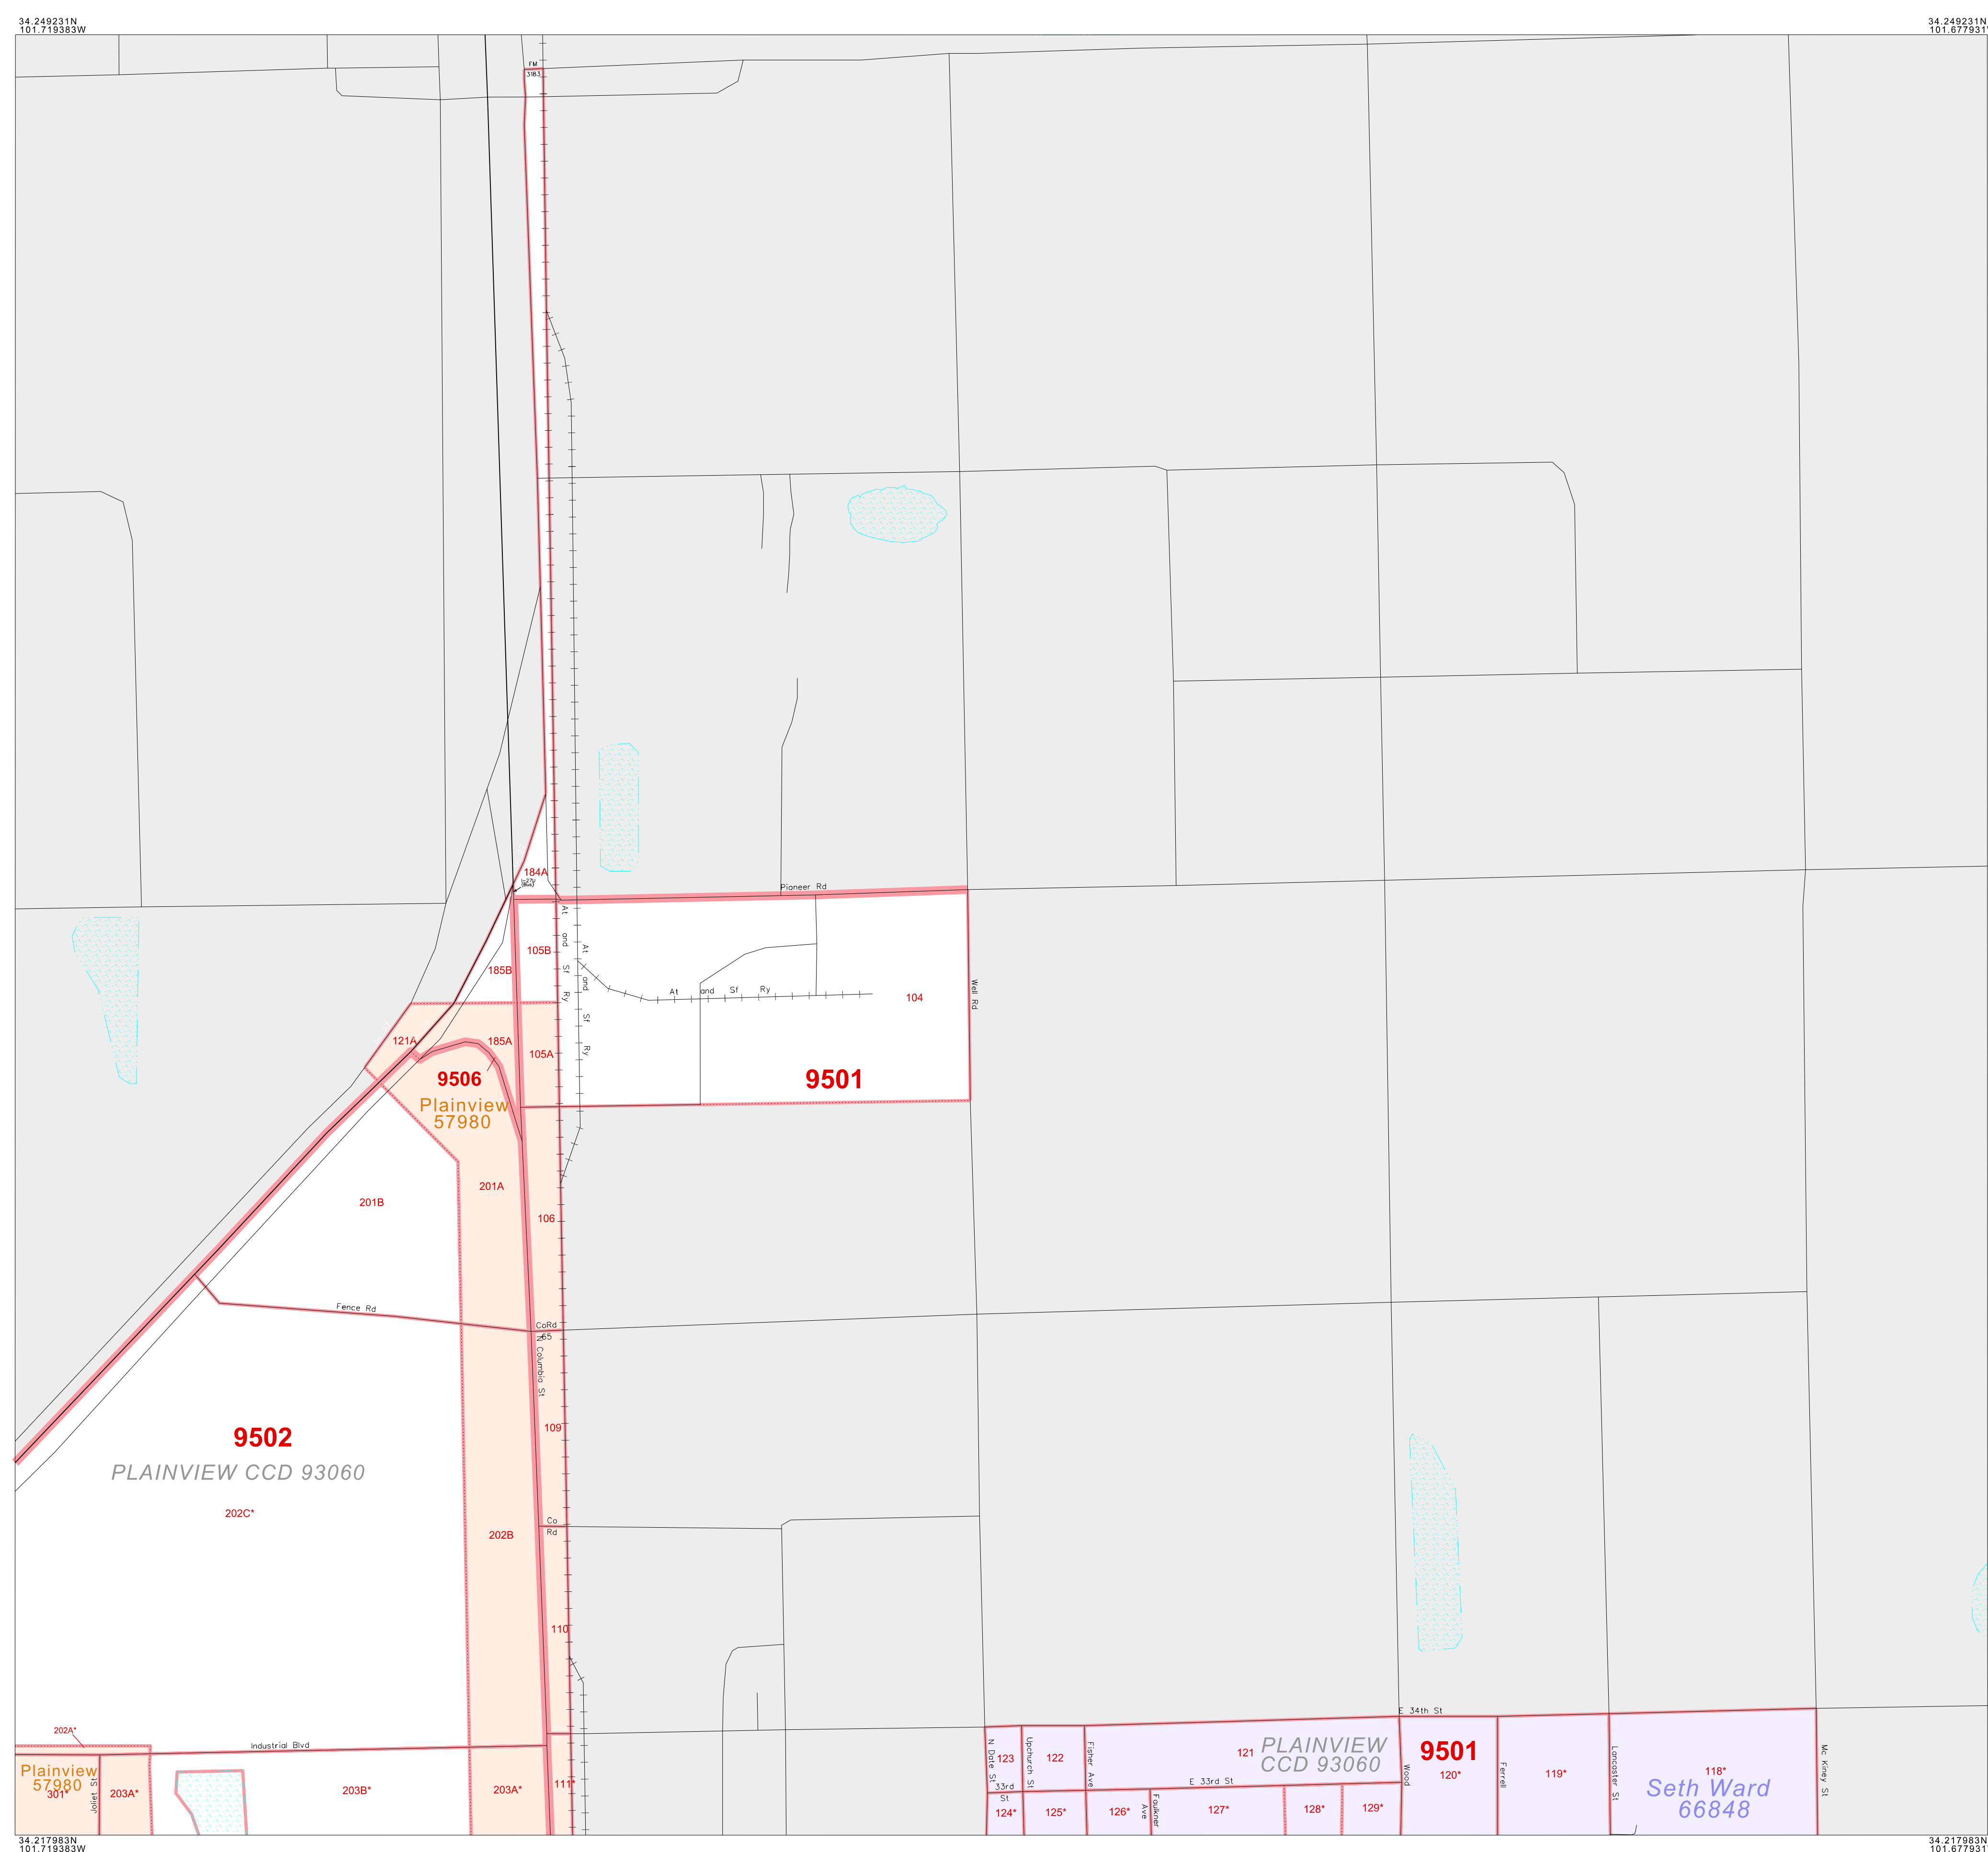 34.249231N
101.719383W
34.249231N
101.677931
FM
3183
184A
I-27U
(Bus)
Pioneer Rd
105B
At and Sf Ry
At and Sf Ry
185B
At and Sf Ry
104
Well Rd
121A
185A
105A
9506
9501
Plainview
57980
201A
201B
106
Fence Rd
CoRd
65
N Columbia St
109
9502
PLAINVIEW CCD 93060
202C*
Co
Rd
202B
110
E 34th St
202A*
Industrial Blvd
N Date St
123
Upchurch St
122
Fisher Ave
121
PLAINVIEW
CCD 93060
9501
120*
Wood
Ferrell
119*
Lancaster St
118*
Seth Ward
66848
Mc Kiney St
Plainview
57980
301*
Joliet St
203A*
203B*
203A*
111*
33rd
St
E 33rd St
124*
125*
126*
Faulkner
Ave
127*
128*
129*
34.217983N
101.719383W
34.217983N
101.677931